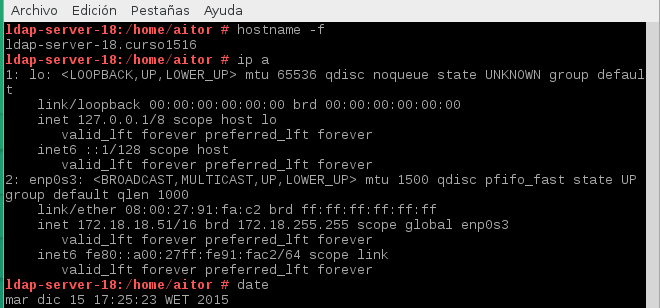 Archivo Edición Pestañas Ayuda
ldap-server-18:/home/aitor # hostname -f
ldap-server-18.curso1516
ldap-server-18:/home/aitor # ip a
1: lo: <LOOPBACK,UP,LOWER_UP> mtu 65536 qdisc noqueue state UNKNOWN group defaul
t
link/loopback 00:00:00:00:00:00 brd 00:00:00:00:00:00
inet 127.0.0.1/8 scope host lo
valid_lft forever preferred_lft forever
inet6 ::1/128 scope host
valid_lft forever preferred_lft forever
2: enp0s3: <BROADCAST,MULTICAST,UP,LOWER_UP> mtu 1500 qdisc pfifo_fast state UP
group default qlen 1000
link/ether 08:00:27:91:fa:c2 brd ff:ff:ff:ff:ff:ff
inet 172.18.18.51/16 brd 172.18.255.255 scope global enp0s3
valid_lft forever preferred_lft forever
inet6 fe80::a00:27ff:fe91:fac2/64 scope link
valid_lft forever preferred_lft forever
ldap-server-18:/home/aitor # date
mar dic 15 17:25:23 WET 2015